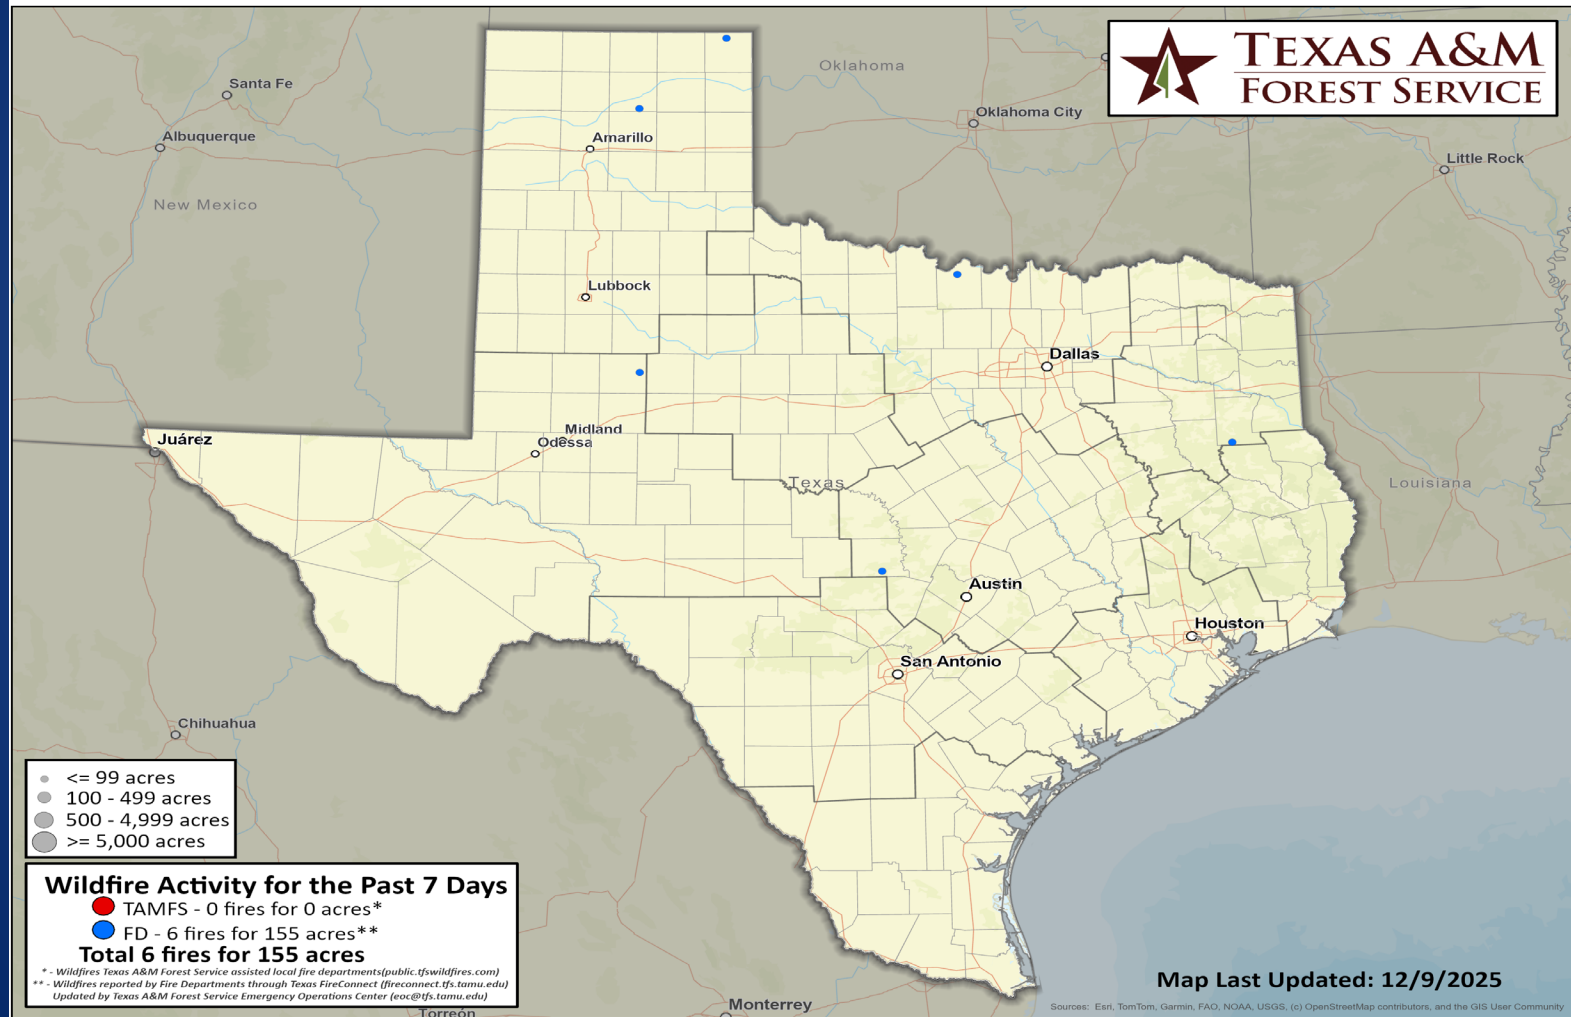 TEXAS A&M
FOREST SERVICE
Oklahoma
Santa Fe
Oklahoma City
Albuquerque
Amarillo
Little Rock
New Mexico
Lubbock
Dallas
Midland
Odessa
Juárez
Texas
Louisiana
Austin
Houston
San Antonio
Chihuahua
<= 99 acres
100 - 499 acres
500 - 4,999 acres
>= 5,000 acres
Wildfire Activity for the Past 7 Days
TAMFS - 0 fires for 0 acres*
FD - 6 fires for 155 acres**
Total 6 fires for 155 acres
* - Wildfires Texas A&M Forest Service assisted local fire departments(public.tfswildfires.com)
** - Wildfires reported by Fire Departments through Texas FireConnect (fireconnect.tfs.tamu.edu)
Updated by Texas A&M Forest Service Emergency Operations Center (eoc@tfs.tamu.edu)
Map Last Updated: 12/9/2025
Monterrey
Torreón
Sources: Esri, TomTom, Garmin, FAO, NOAA, USGS, (c) OpenStreetMap contributors, and the GIS User Community